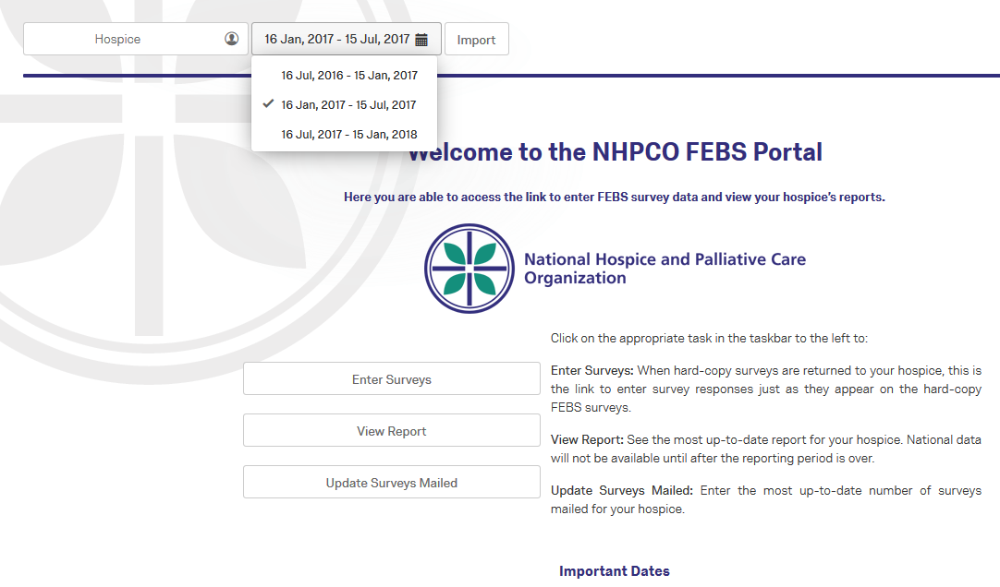 Hospice
16 Jan, 2017 - 15 Jul, 2017
Import
16 Jul, 2016 - 15 Jan, 2017
16 Jan, 2017 - 15 Jul, 2017
16 Jul, 2017 - 15 Jan, 2018
Welcome to the NHPCO FEBS Portal
Here you are able to access the link to enter FEBS survey data and view your hospice's reports.
National Hospice and Palliative Care
Organization
Click on the appropriate task in the taskbar to the left to:
Enter Surveys
View Report
Update Surveys Mailed
Enter Surveys: When hard-copy surveys are returned to your hospice, this is
the link to enter survey responses just as they appear on the hard-copy
FEBS surveys.
View Report: See the most up-to-date report for your hospice. National data
will not be available until after the reporting period is over.
Update Surveys Mailed: Enter the most up-to-date number of surveys
mailed for your hospice.
Important Dates